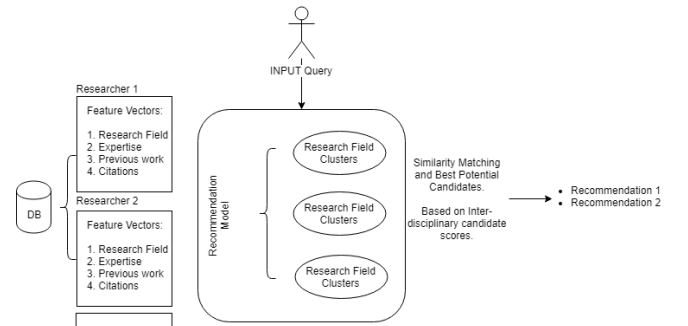 INPUT Query
Researcher 1
Feature Vectors:
1. Research Field
2. Expertise
3. Previous work
4. Citations
DB
Researcher 2
Feature Vectors:
1. Research Field
2. Expertise
3. Previous work
4. Citations
Recommendation
Model
Research Field
Clusters
Research Field
Clusters
Research Field
Clusters
Similarity Matching
and Best Potential
Candidates.
Based on Inter-
disciplinary candidate
scores.
• Recommendation 1
• Recommendation 2